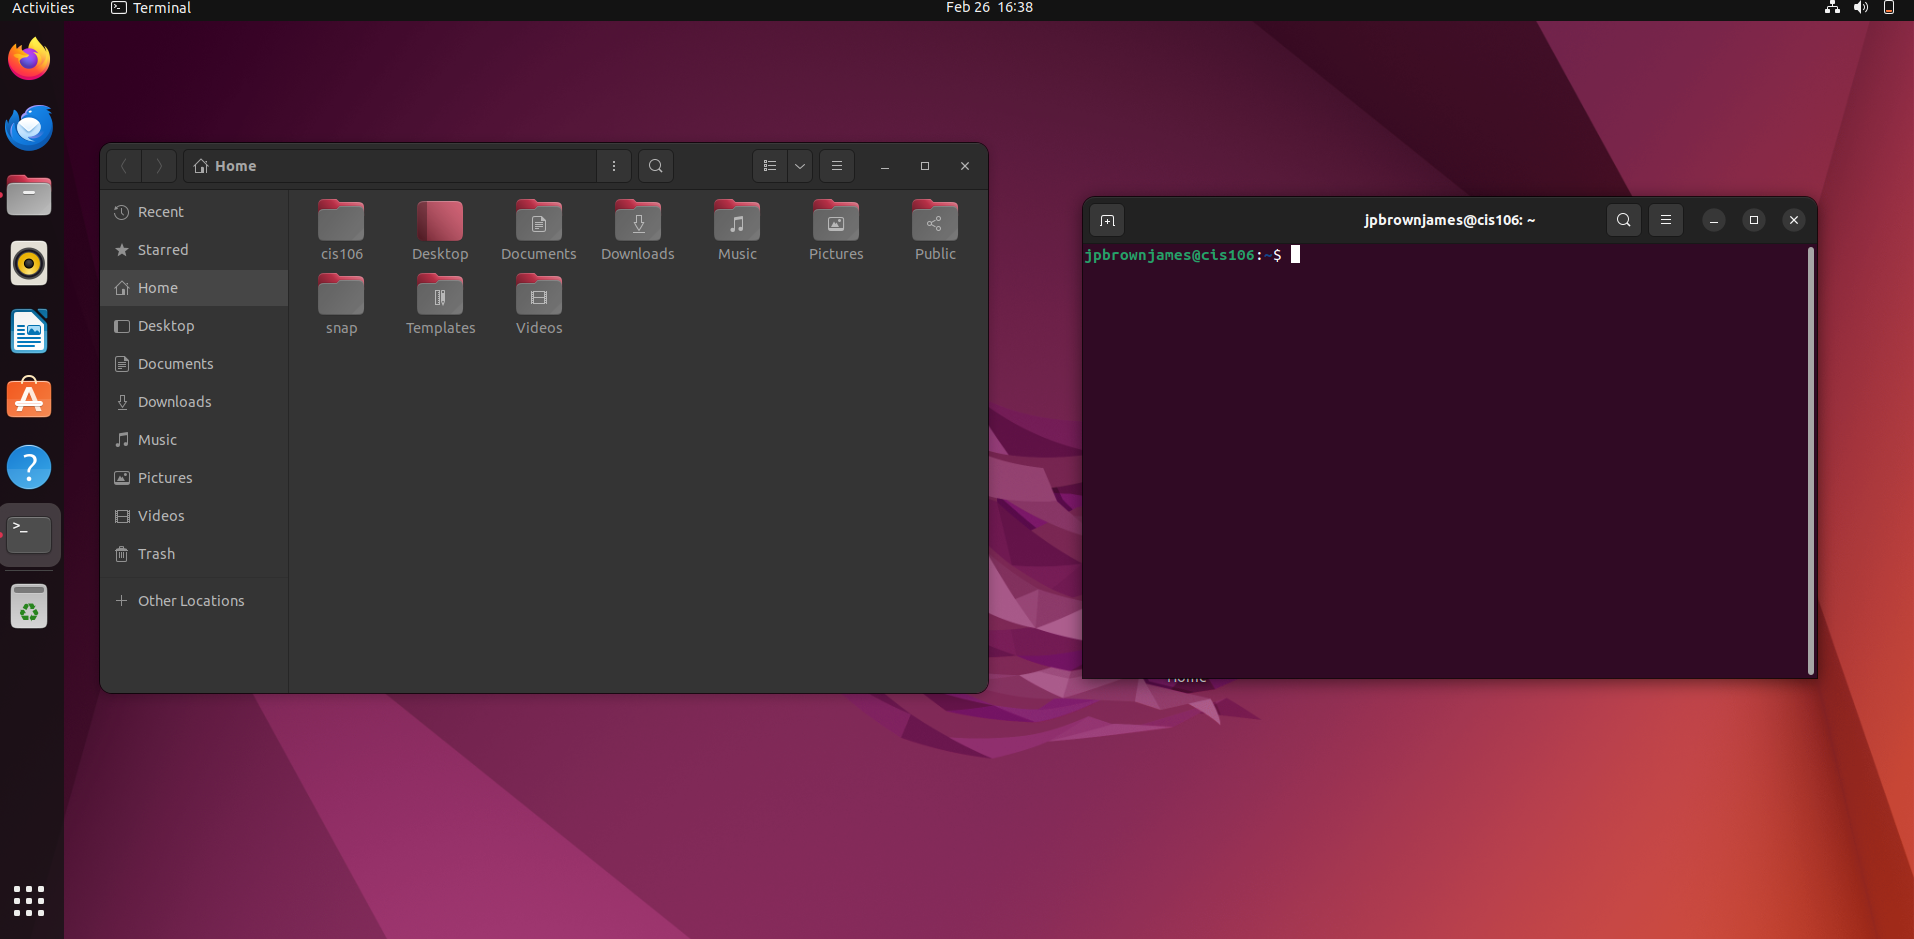 Activities
Terminal
Feb 26 16:38
Home
Recent
Starred
Home
Desktop
Documents
Downloads
Music
Pictures
Videos
Trash
Other Locations
cis106
Desktop
Documents
Downloads
Music
Pictures
Public
snap
Templates
Videos
jpbrownjames@cis106: ~
jpbrownjames@cis106:~$
Home